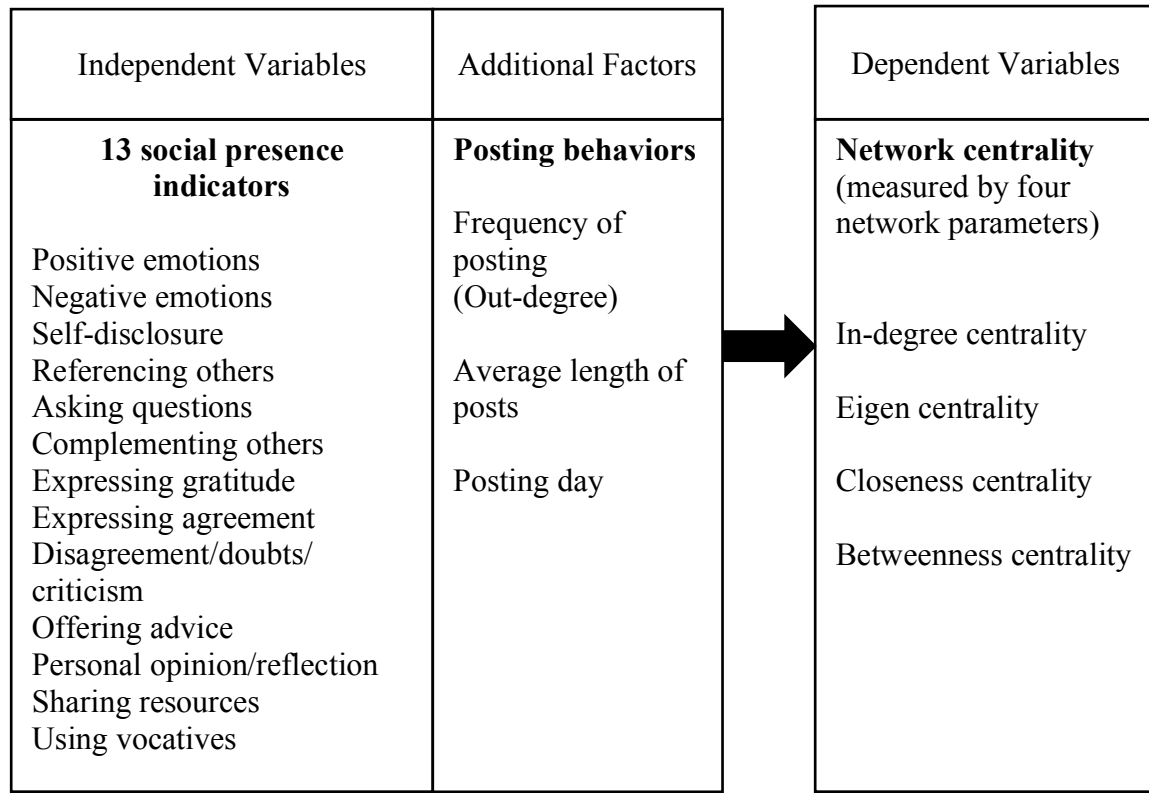 Independent Variables
13 social presence
indicators
Positive emotions
Negative emotions
Self-disclosure
Referencing others
Asking questions
Complementing others
Expressing gratitude
Expressing agreement
Disagreement/doubts/
criticism
Offering advice
Personal opinion/reflection
Sharing resources
Using vocatives
Additional Factors
Posting behaviors
Frequency of
posting
(Out-degree)
Average length of
posts
Posting day
Dependent Variables
Network centrality
(measured by four
network parameters)
In-degree centrality
Eigen centrality
Closeness centrality
Betweenness centrality